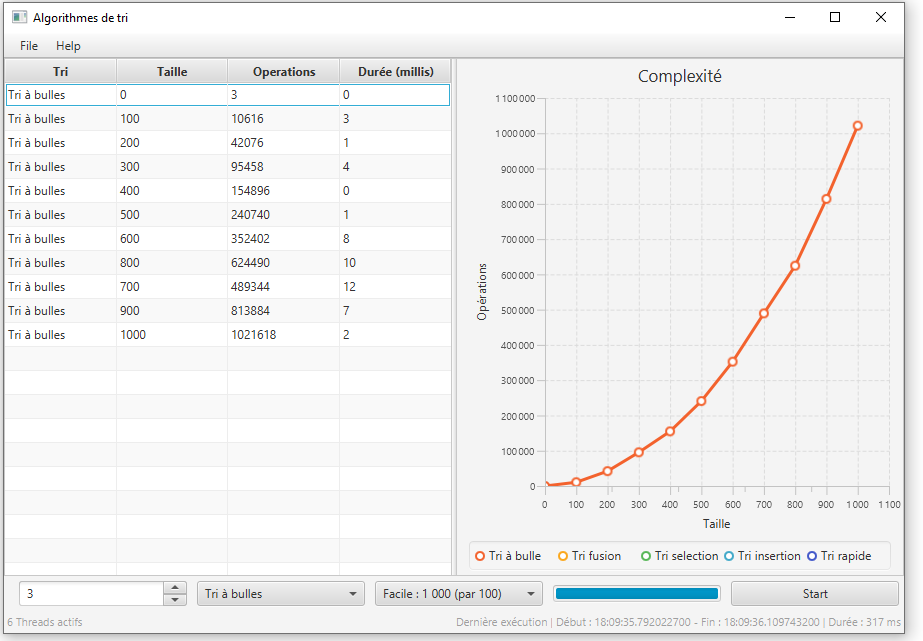 Algorithmes de tri
File Help
Tri Taille Operations Durée (millis)
Tri à bulles 0 3 0
Tri à bulles 100 10616 3
Tri à bulles 200 42076 1
Tri à bulles 300 95458 4
Tri à bulles 400 154896 0
Tri à bulles 500 240740 1
Tri à bulles 600 352402 8
Tri à bulles 800 624490 10
Tri à bulles 700 489344 12
Tri à bulles 900 813884 7
Tri à bulles 1000 1021618 2
Complexité
Opérations
1 100 000
1 000 000
900 000
800 000
700 000
600 000
500 000
400 000
300 000
200 000
100 000
0
0 100 200 300 400 500 600 700 800 900 1 000 1 100
Taille
Tri à bulle Tri fusion Tri selection Tri insertion Tri rapide
3 Tri à bulles Facile : 1 000 (par 100) Start
6 Threads actifs Dernière exécution | Début : 18:09:35.792022700 - Fin : 18:09:36.109743200 | Durée : 317 ms